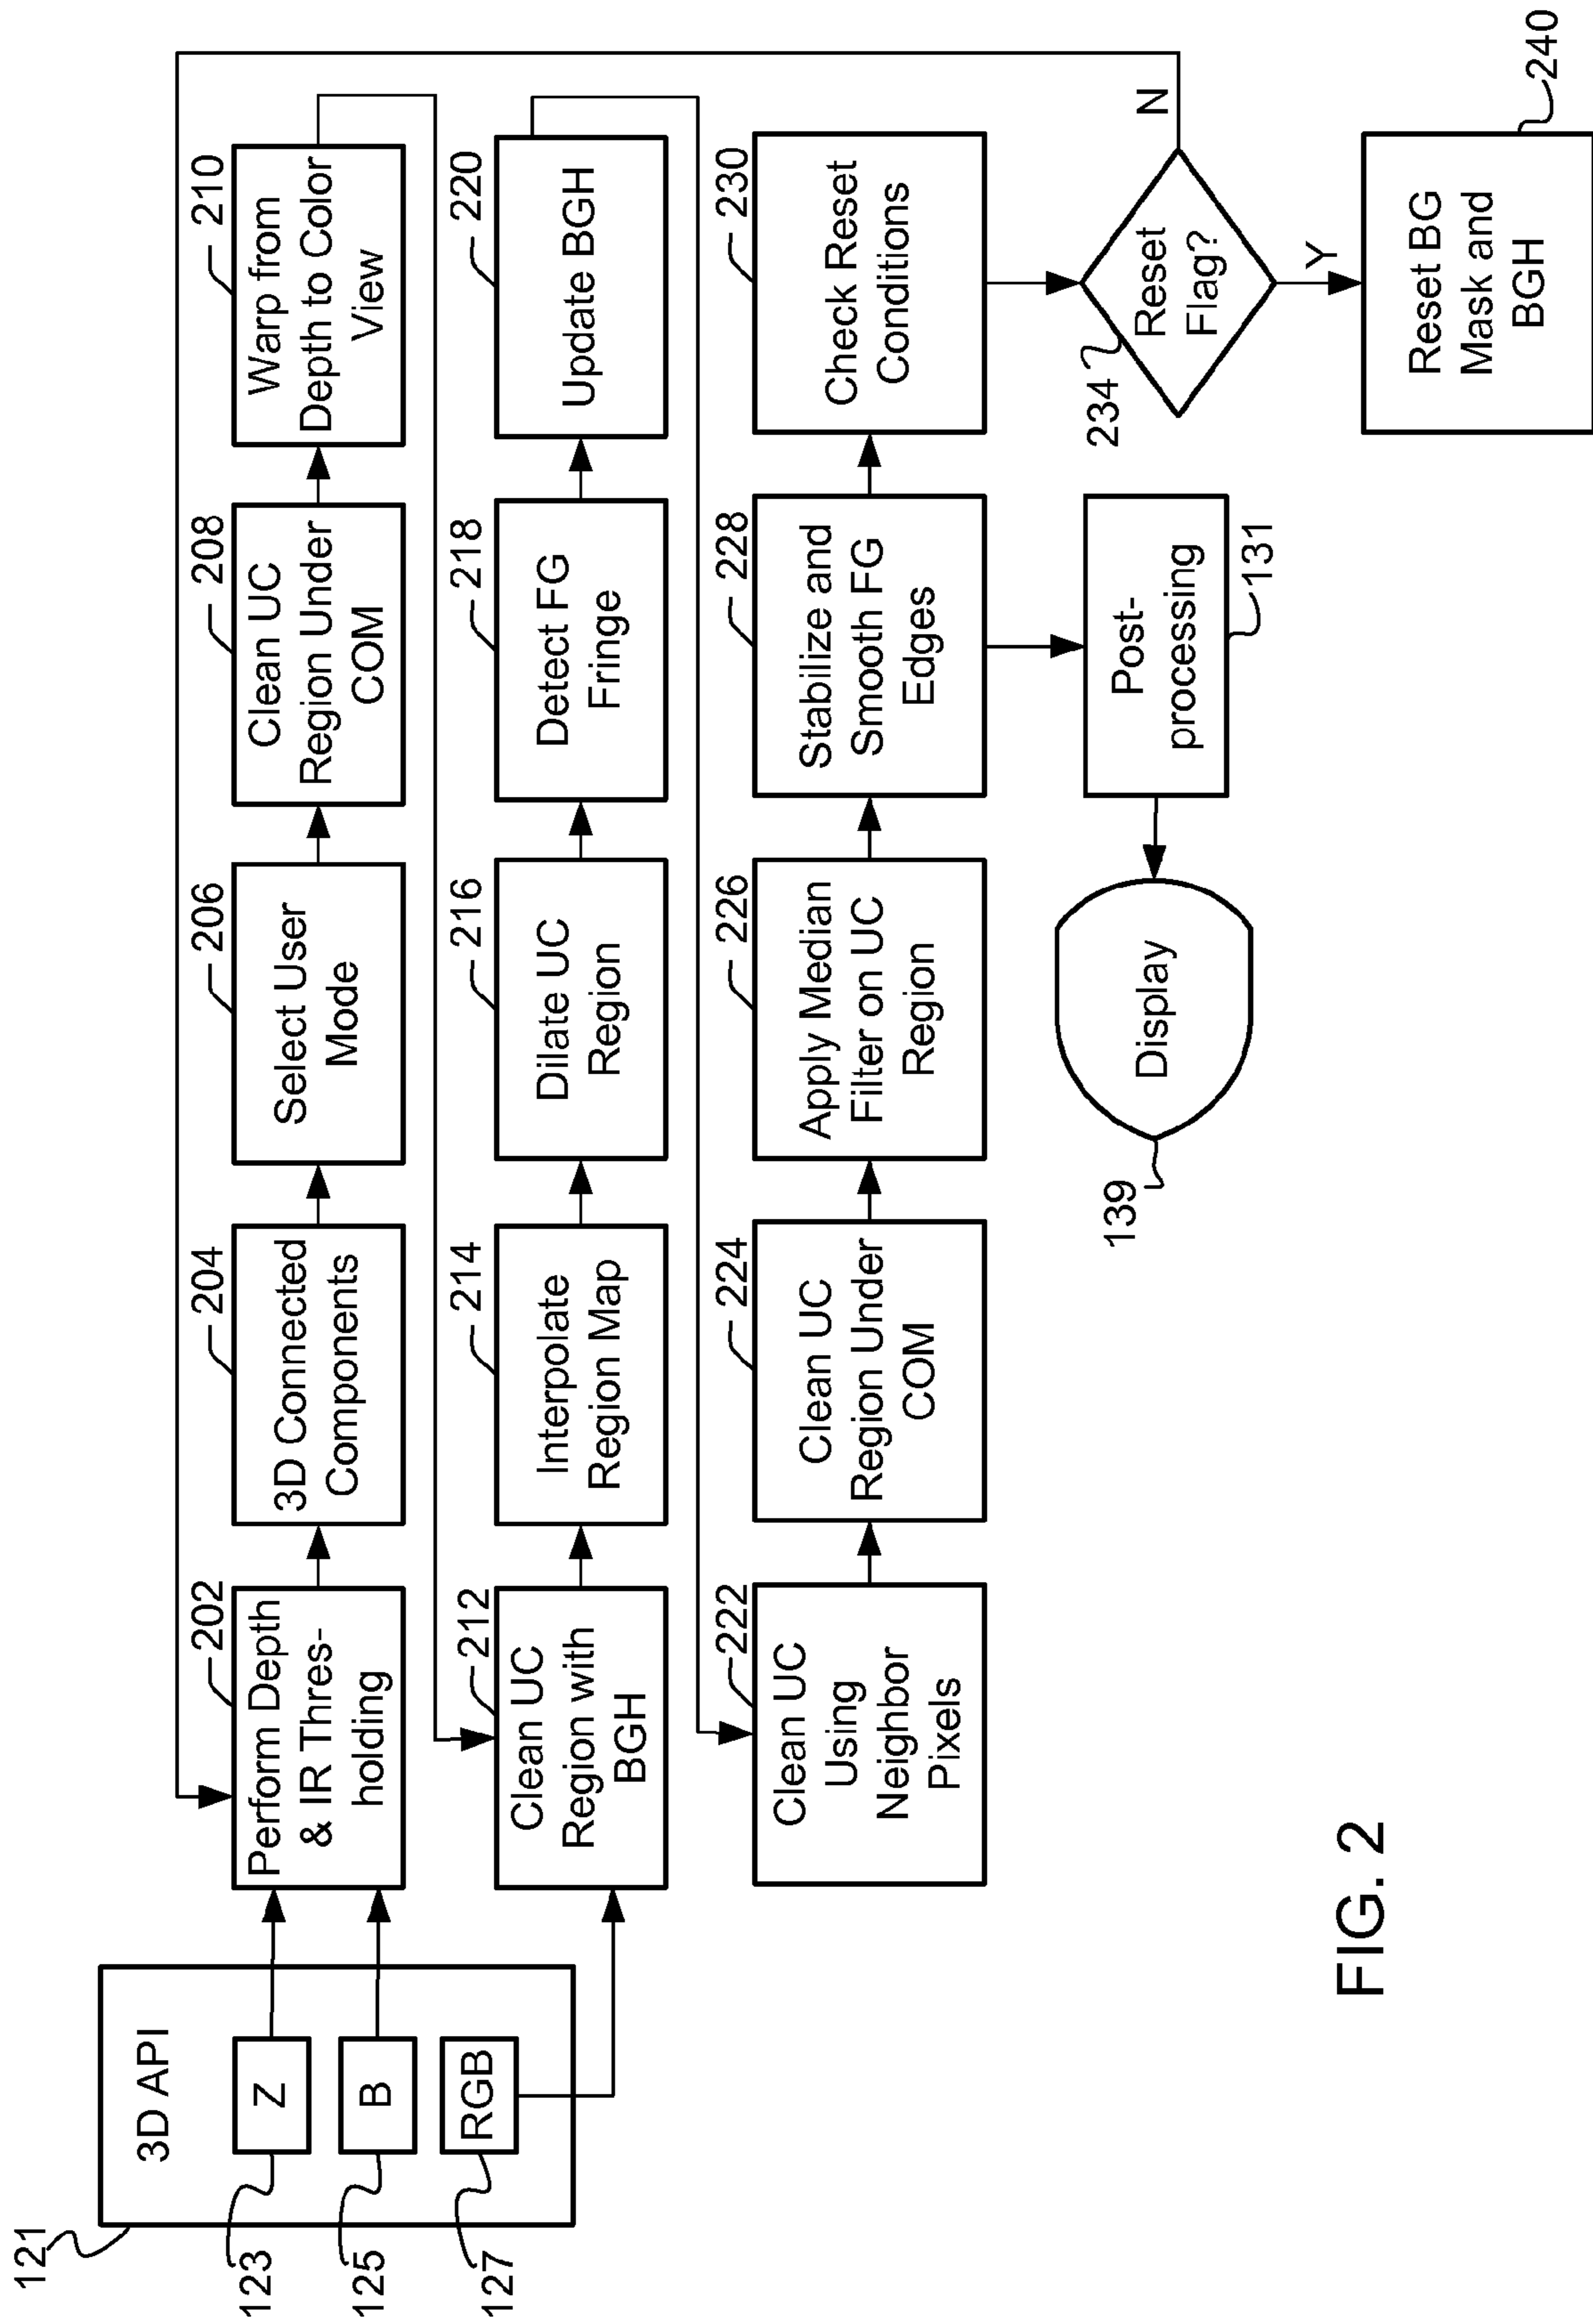 121
3D API
123
Z
125
B
127
RGB
202
Perform Depth
& IR Thres-
holding
204
3D Connected
Components
206
Select User
Mode
208
Clean UC
Region Under
COM
210
Warp from
Depth to Color
View
212
Clean UC
Region with
BGH
214
Interpolate
Region Map
216
Dilate UC
Region
218
Detect FG
Fringe
220
Update BGH
222
Clean UC
Using
Neighbor
Pixels
224
Clean UC
Region Under
COM
226
Apply Median
Filter on UC
Region
228
Stabilize and
Smooth FG
Edges
230
Check Reset
Conditions
139
Display
Post-
processing
131
234
Reset
Flag?
N
Y
Reset BG
Mask and
BGH
240
FIG. 2